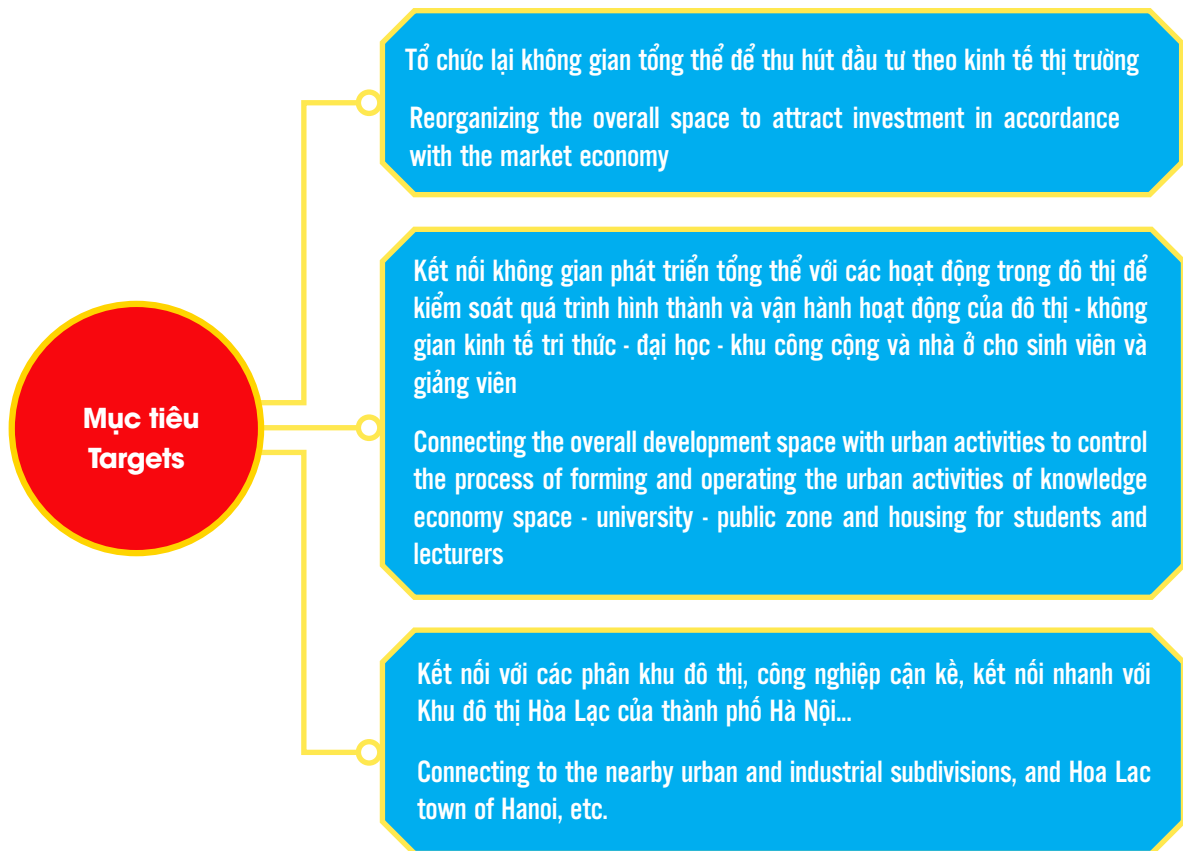 Tổ chức lại không gian tổng thể để thu hút đầu tư theo kinh tế thị trường
Reorganizing the overall space to attract investment in accordance
with the market economy
Mục tiêu
Targets
Kết nối không gian phát triển tổng thể với các hoạt động trong đô thị để
kiểm soát quá trình hình thành và vận hành hoạt động của đô thị - không
gian kinh tế tri thức - đại học - khu công cộng và nhà ở cho sinh viên và
giảng viên
Connecting the overall development space with urban activities to control
the process of forming and operating the urban activities of knowledge
economy space - university - public zone and housing for students and
lecturers
Kết nối với các phân khu đô thị, công nghiệp cận kề, kết nối nhanh với
Khu đô thị Hòa Lạc của thành phố Hà Nội...
Connecting to the nearby urban and industrial subdivisions, and Hoa Lac
town of Hanoi, etc.